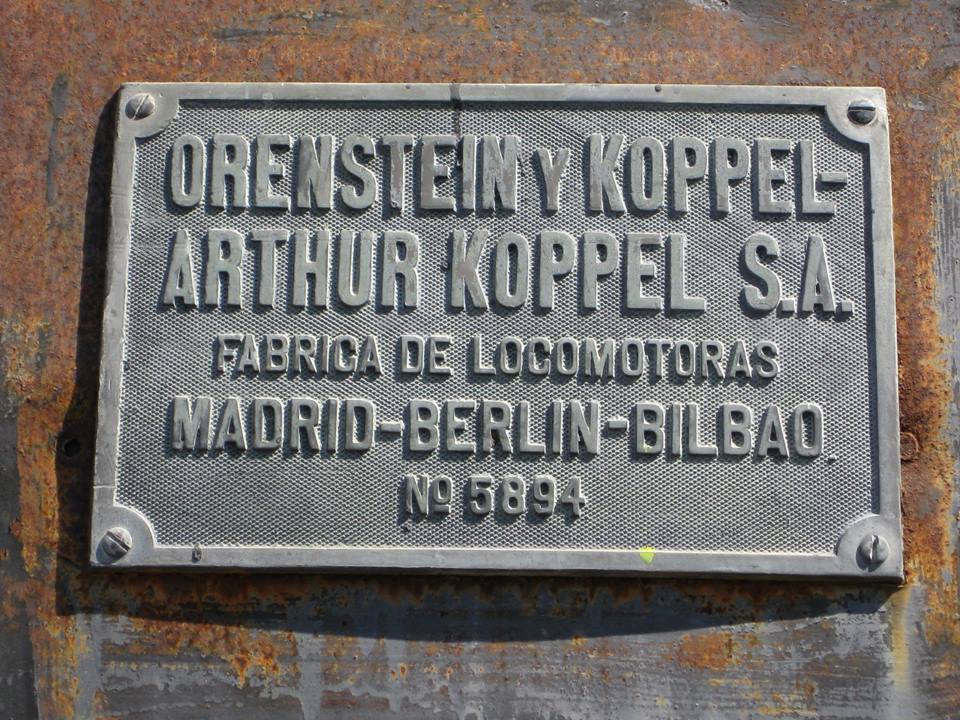 ORENSTEIN Y KOPPEL-
ARTHUR KOPPEL S.A.
FABRICA DE LOCOMOTORAS
MADRID-BERLIN-BILBAO.
Nº 5894